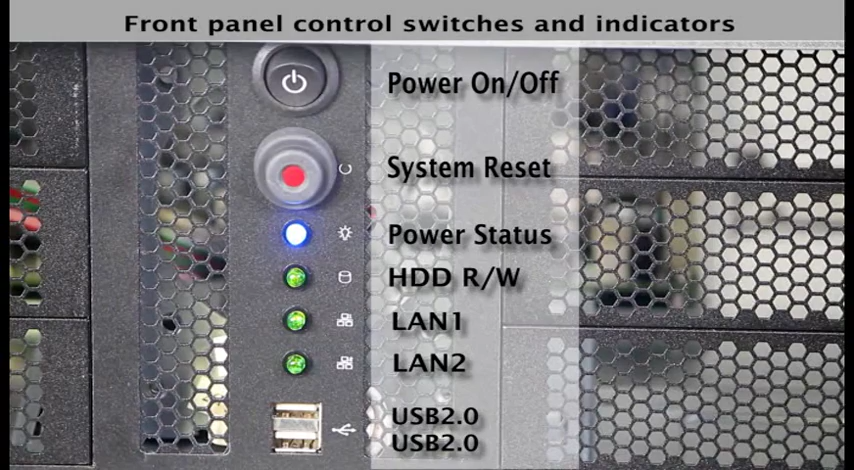 Front panel control switches and indicators
Power On/Off
System Reset
Power Status
HDD R/W
LAN1
LAN2
USB2.0
USB2.0